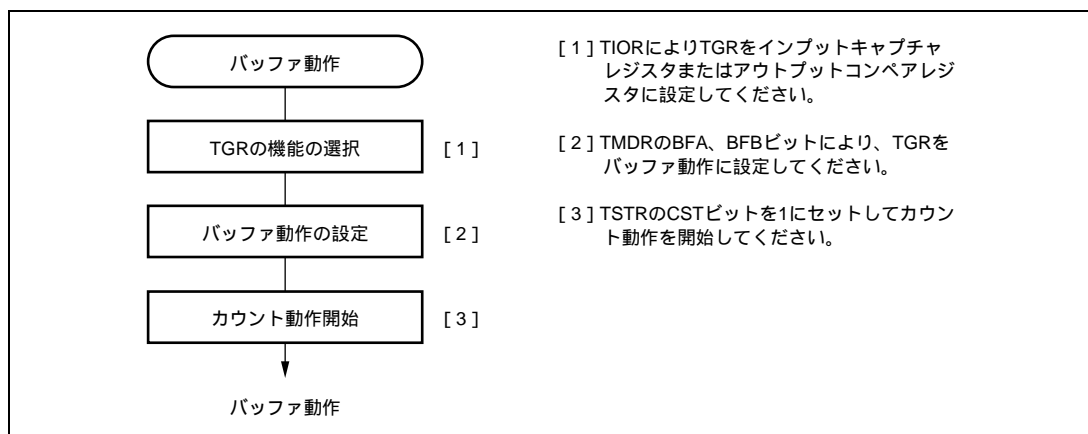 バッファ動作
TGRの機能の選択 [1]
バッファ動作の設定 [2]
カウント動作開始 [3]
バッファ動作
[1] TIORによりTGRをインプットキャプチャ
レジスタまたはアウトプットコンペアレジ
スタに設定してください。
[2] TMDRのBFA、BFBビットにより、TGRを
バッファ動作に設定してください。
[3] TSTRのCSTビットを1にセットしてカウン
ト動作を開始してください。